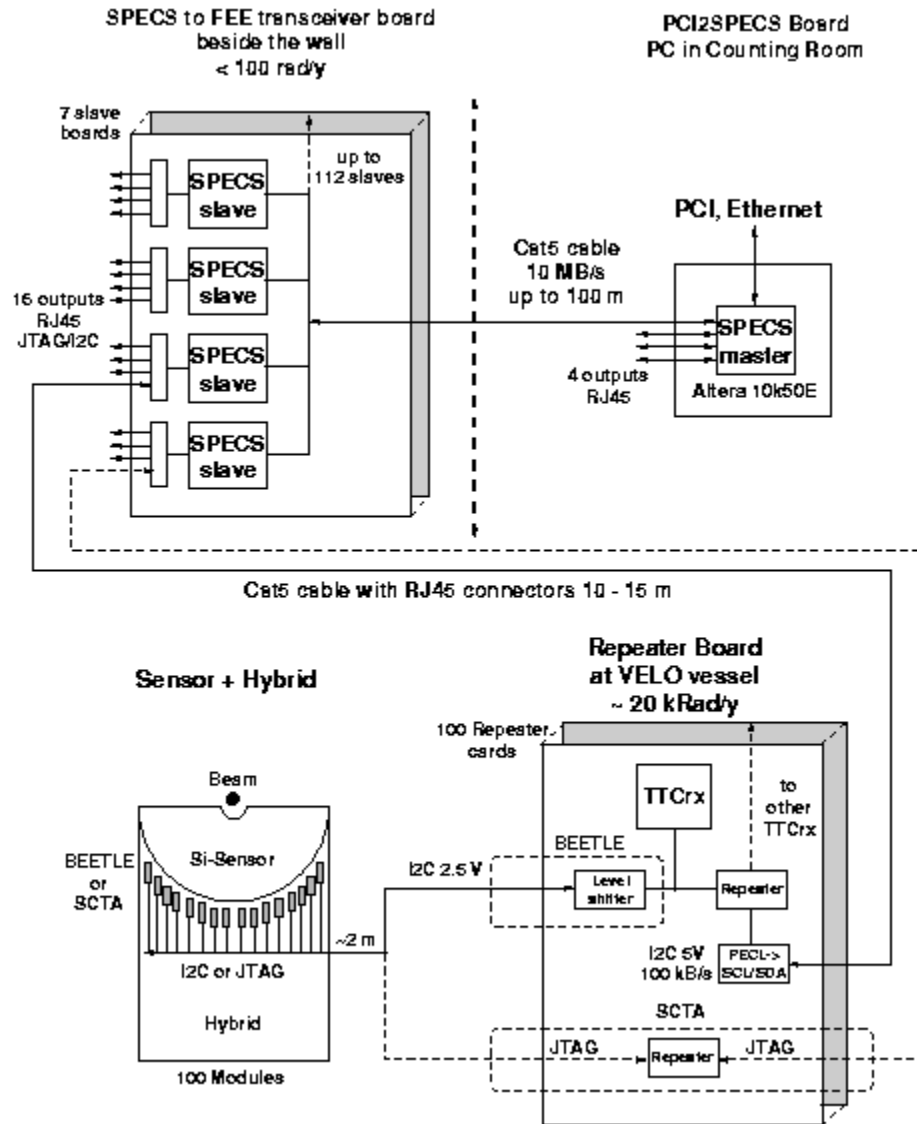 SPECS to FEE transceiver board
beside the wall
< 100 rad/y
PCI2SPECS Board
PC in Counting Room
7 slave
boards
up to
112 slaves
SPECS
slave
SPECS
slave
SPECS
slave
SPECS
slave
16 outputs
RJ45
JTAG/I2C
Cat5 cable
10 MB/s
up to 100 m
PCI, Ethernet
SPECS
master
Altera 10k50E
4 outputs
RJ45
Cat5 cable with RJ45 connectors 10 - 15 m
Sensor + Hybrid
Beam
Si-Sensor
BEETLE
or
SCTA
~2 m
I2C or JTAG
Hybrid
100 Modules
Repeater Board
at VELO vessel
~ 20 kRad/y
100 Repeater
cards
TTCrx
to
other
TTCrx
BEETLE
I2C 2.5 V
Level
shifter
Repeater
I2C 5V
100 kB/s
PECL->
SCL/SDA
SCTA
JTAG
Repeater
JTAG